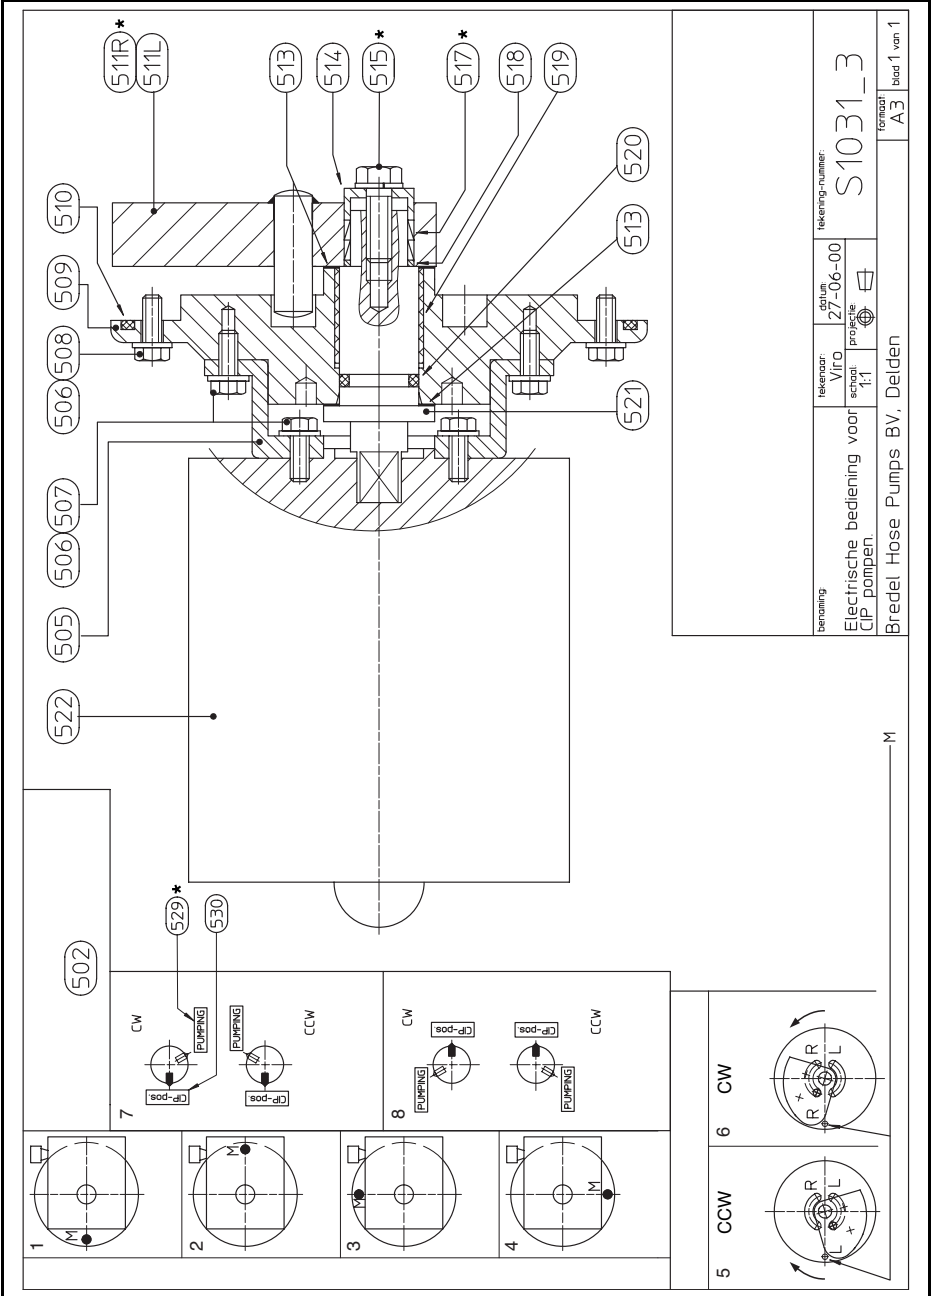 511R*
511L
513
514
515*
517*
518
519
510
509
508
506
507
506
505
522
520
513
521
502
529*
530
7
CW
PUMPING
CIP-pos.
PUMPING
CIP-pos.
CCW
8
CW
PUMPING
CIP-pos.
CIP-pos.
PUMPING
CCW
1
M
2
M
3
M
4
M
5
CCW
R
L
L
x
6
CW
R
R
L
x
M
benaming:
Electrische bediening voor
CIP pompen.
tekenaar:
Viro
datum:
27-06-00
schaal:
1:1
projectie:
tekening-nummer:
S1031_3
Bredel Hose Pumps BV, Delden
formaat:
A3
blad 1 van 1